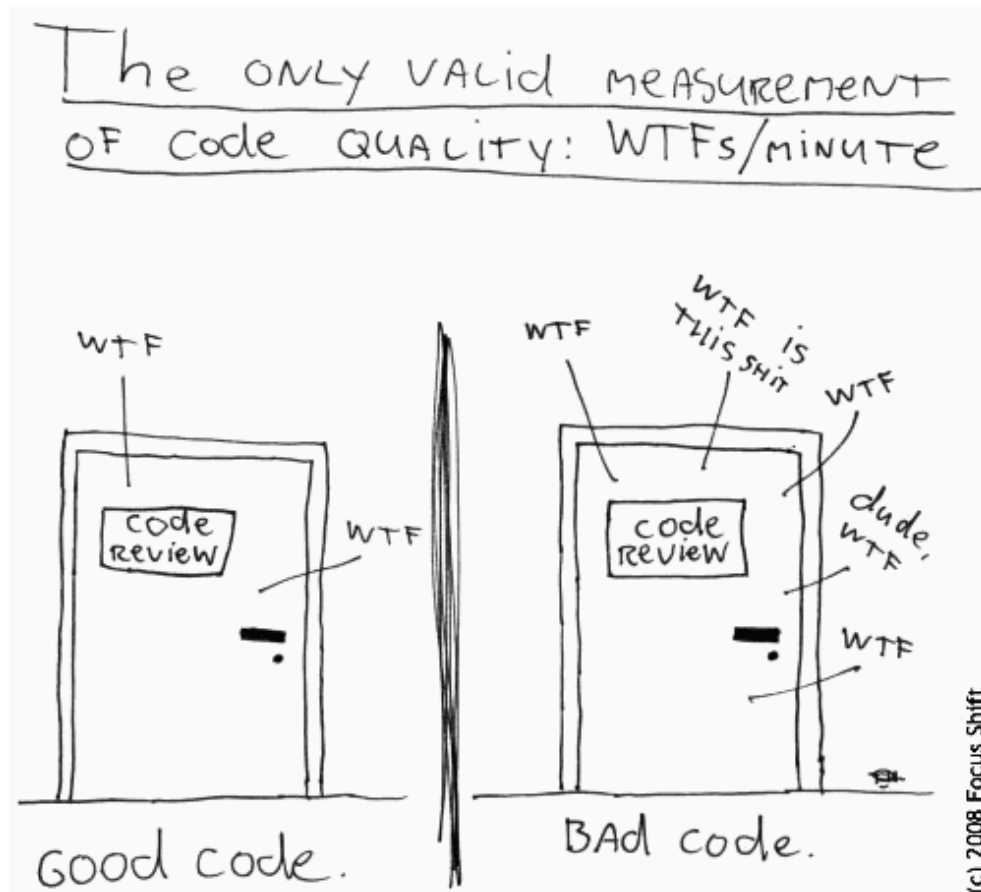 The ONLY VALID MEASUREMENT
OF Code QUALITY: WTFs/MINUTE
WTF
CODE
REVIEW
WTF
GOOD CODE.
WTF
WTF IS
THIS SHIT
WTF
CODE
REVIEW
dude,
WTF
WTF
BAd CODE.
(c) 2008 Focus Shift